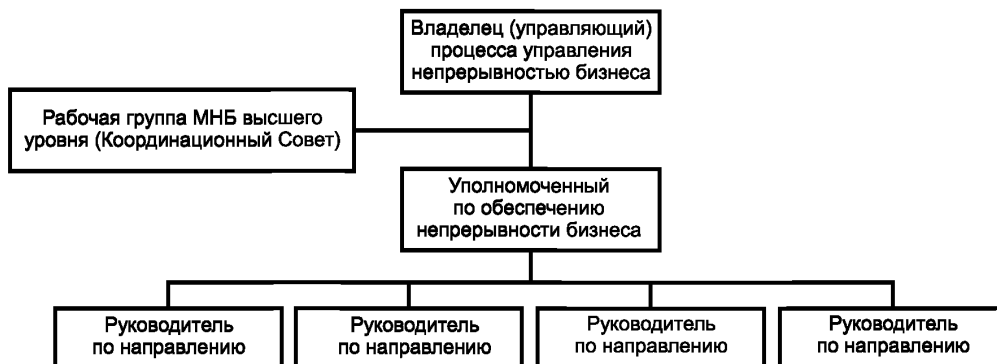 Владелец (управляющий)
процесса управления
непрерывностью бизнеса
Рабочая группа МНБ высшего
уровня (Координационный Совет)
Уполномоченный
по обеспечению
непрерывности бизнеса
Руководитель
по направлению
Руководитель
по направлению
Руководитель
по направлению
Руководитель
по направлению